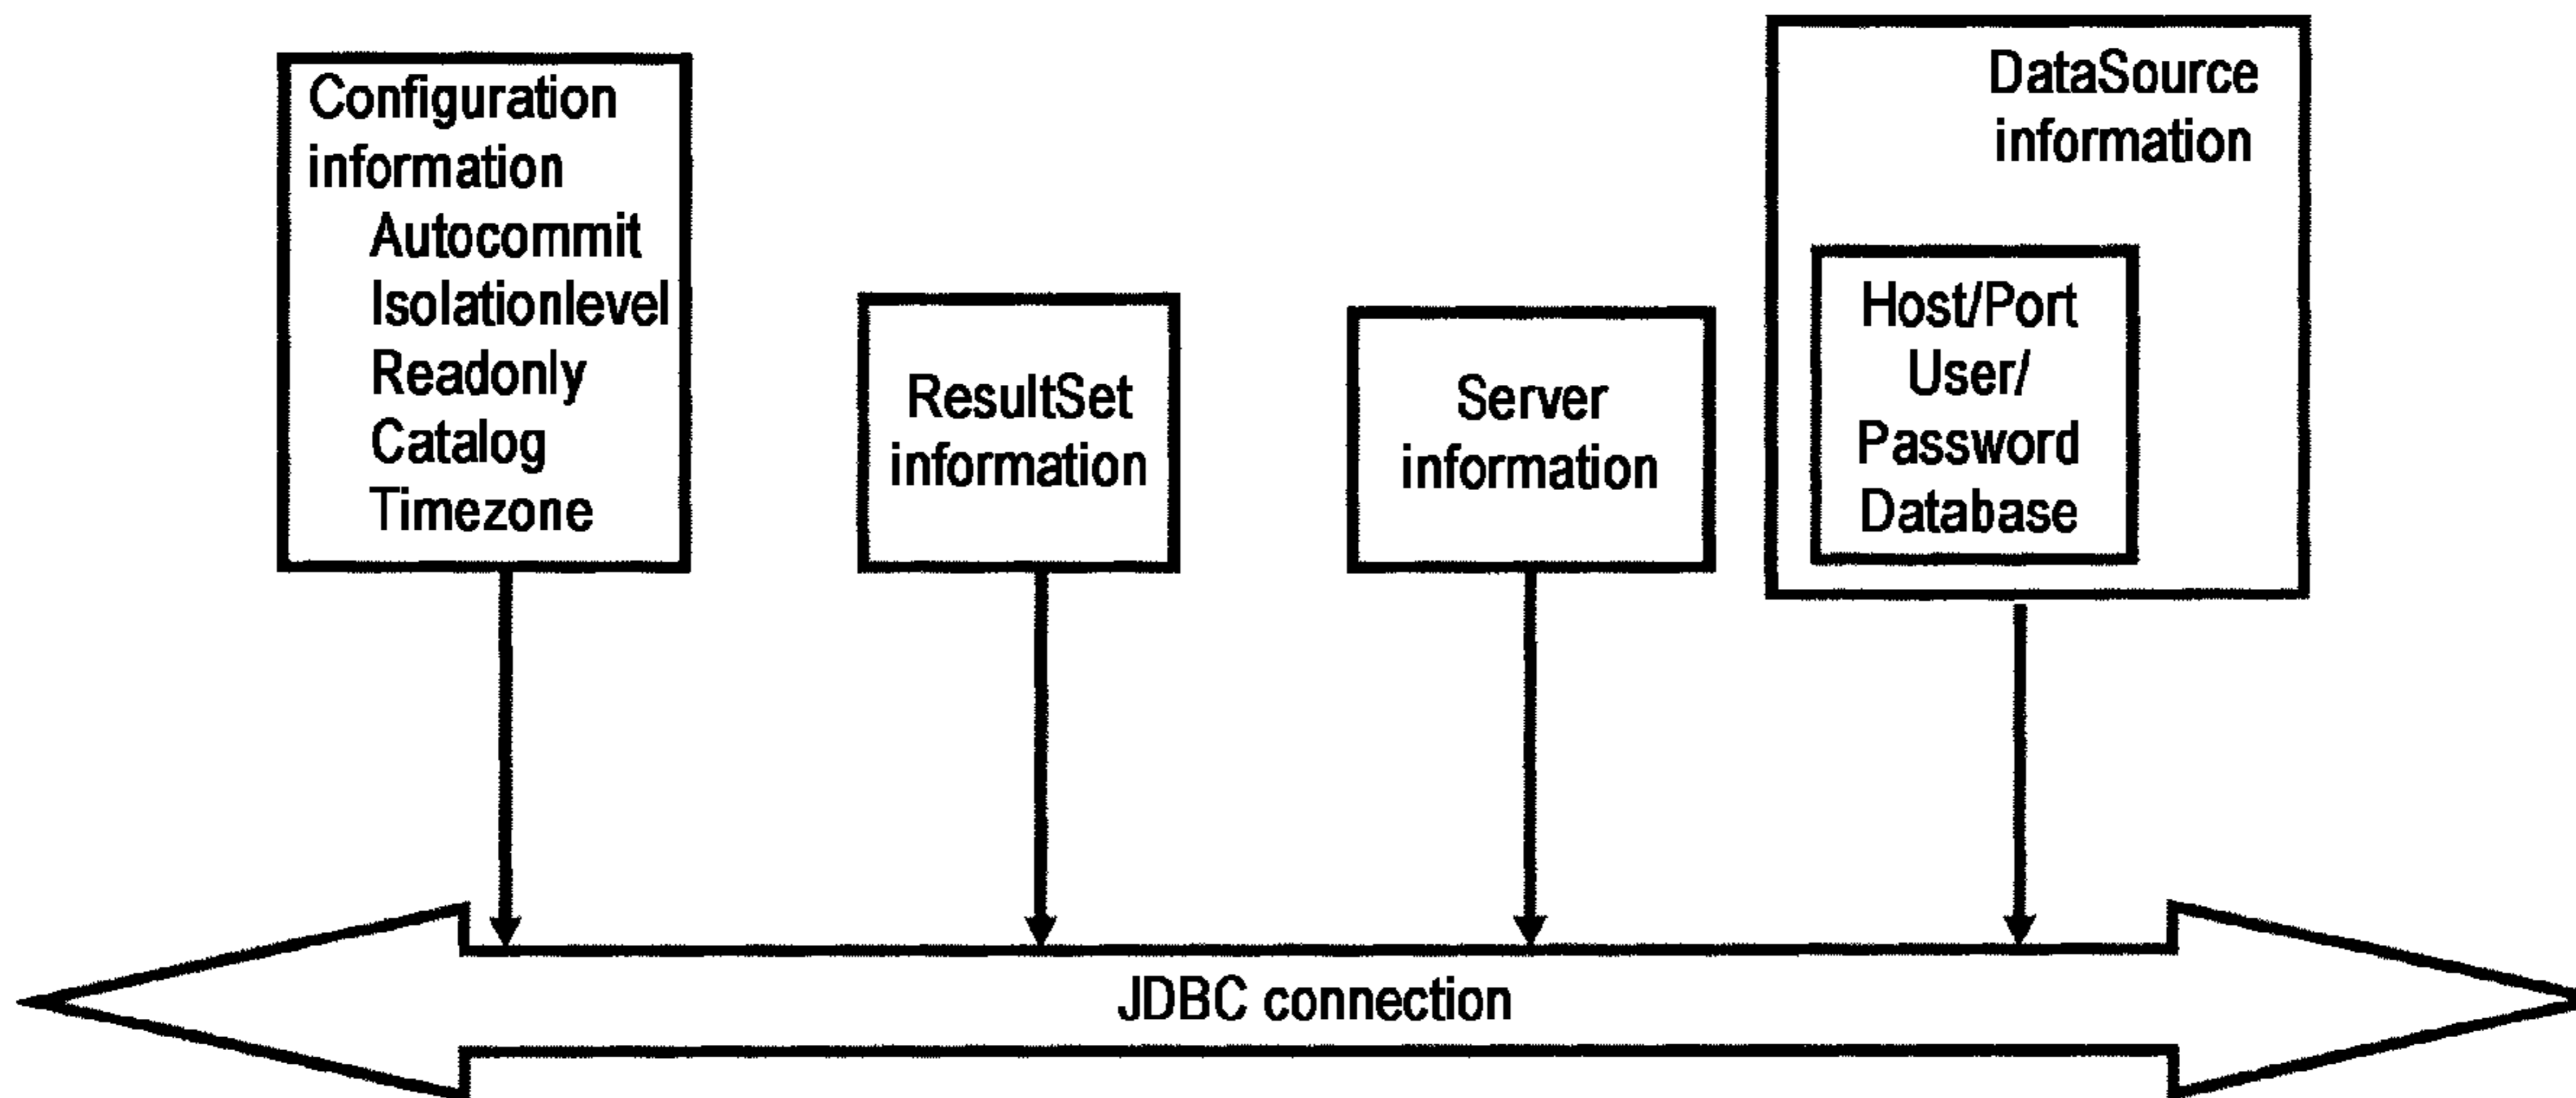 Configuration
information
Autocommit
Isolationlevel
Readonly
Catalog
Timezone
ResultSet
information
Server
information
DataSource
information
Host/Port
User/
Password
Database
JDBC connection